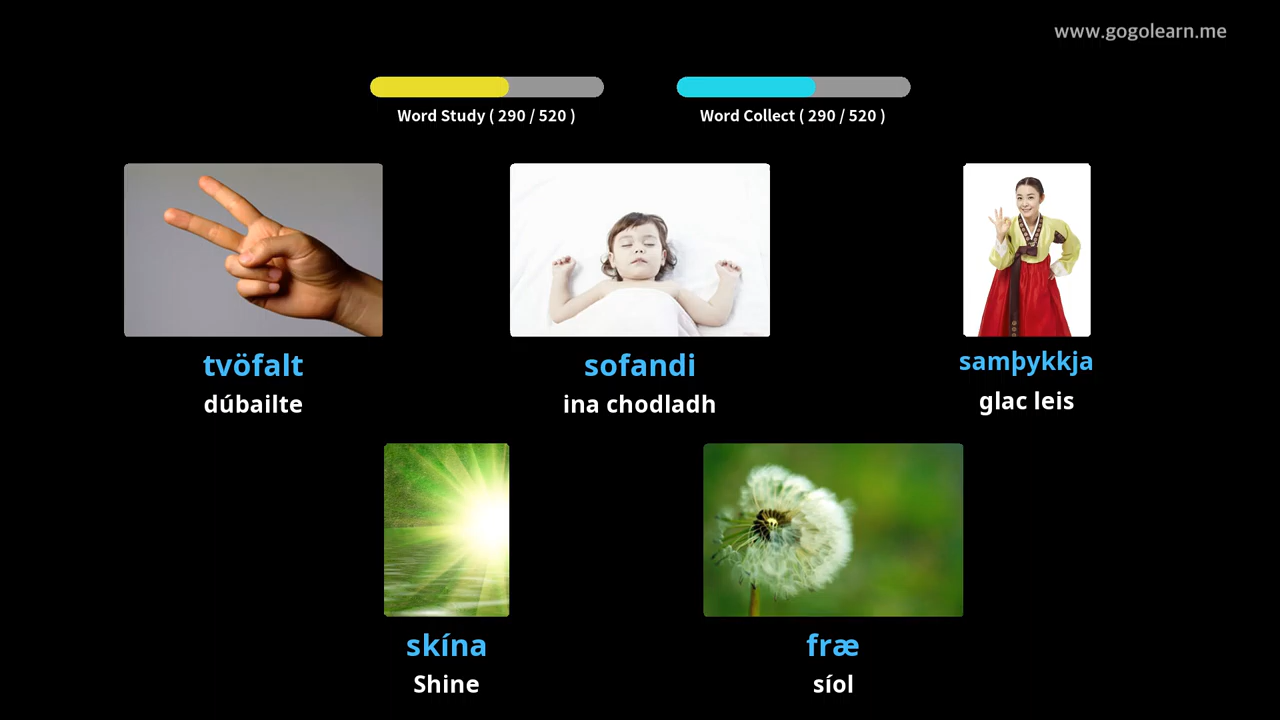 www.gogolearn.me
Word Study ( 290 / 520 )
Word Collect ( 290 / 520 )
tvöfalt
dúbailte
sofandi
ina chodladh
samþykkja
glac leis
skína
Shine
fræ
síol